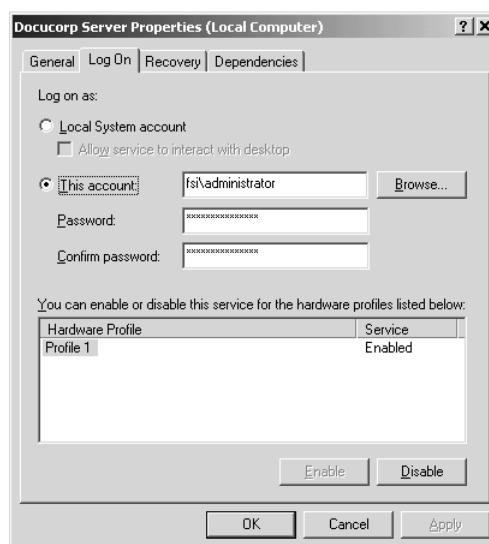 Docucorp Server Properties (Local Computer) ? X
General Log On Recovery Dependencies
Log on as:
Local System account
Allow service to interact with desktop
This account: fsi\administrator Browse...
Password: ***************
Confirm password: ***************
You can enable or disable this service for the hardware profiles listed below:
Hardware Profile Service
Profile 1 Enabled
Enable Disable
OK Cancel Apply